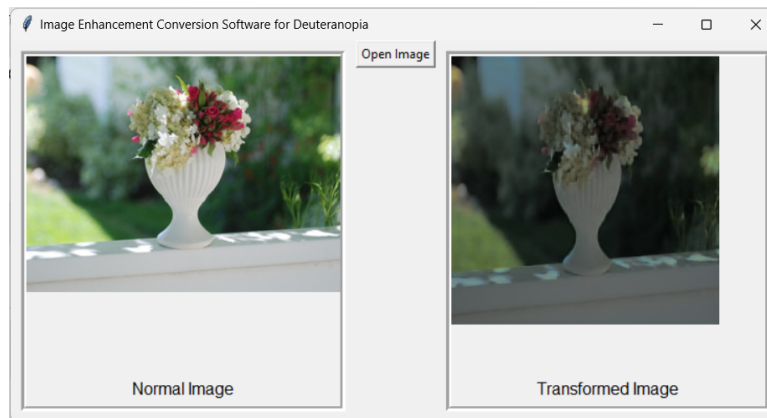 Image Enhancement Conversion Software for Deuteranopia
Open Image
Normal Image
Transformed Image